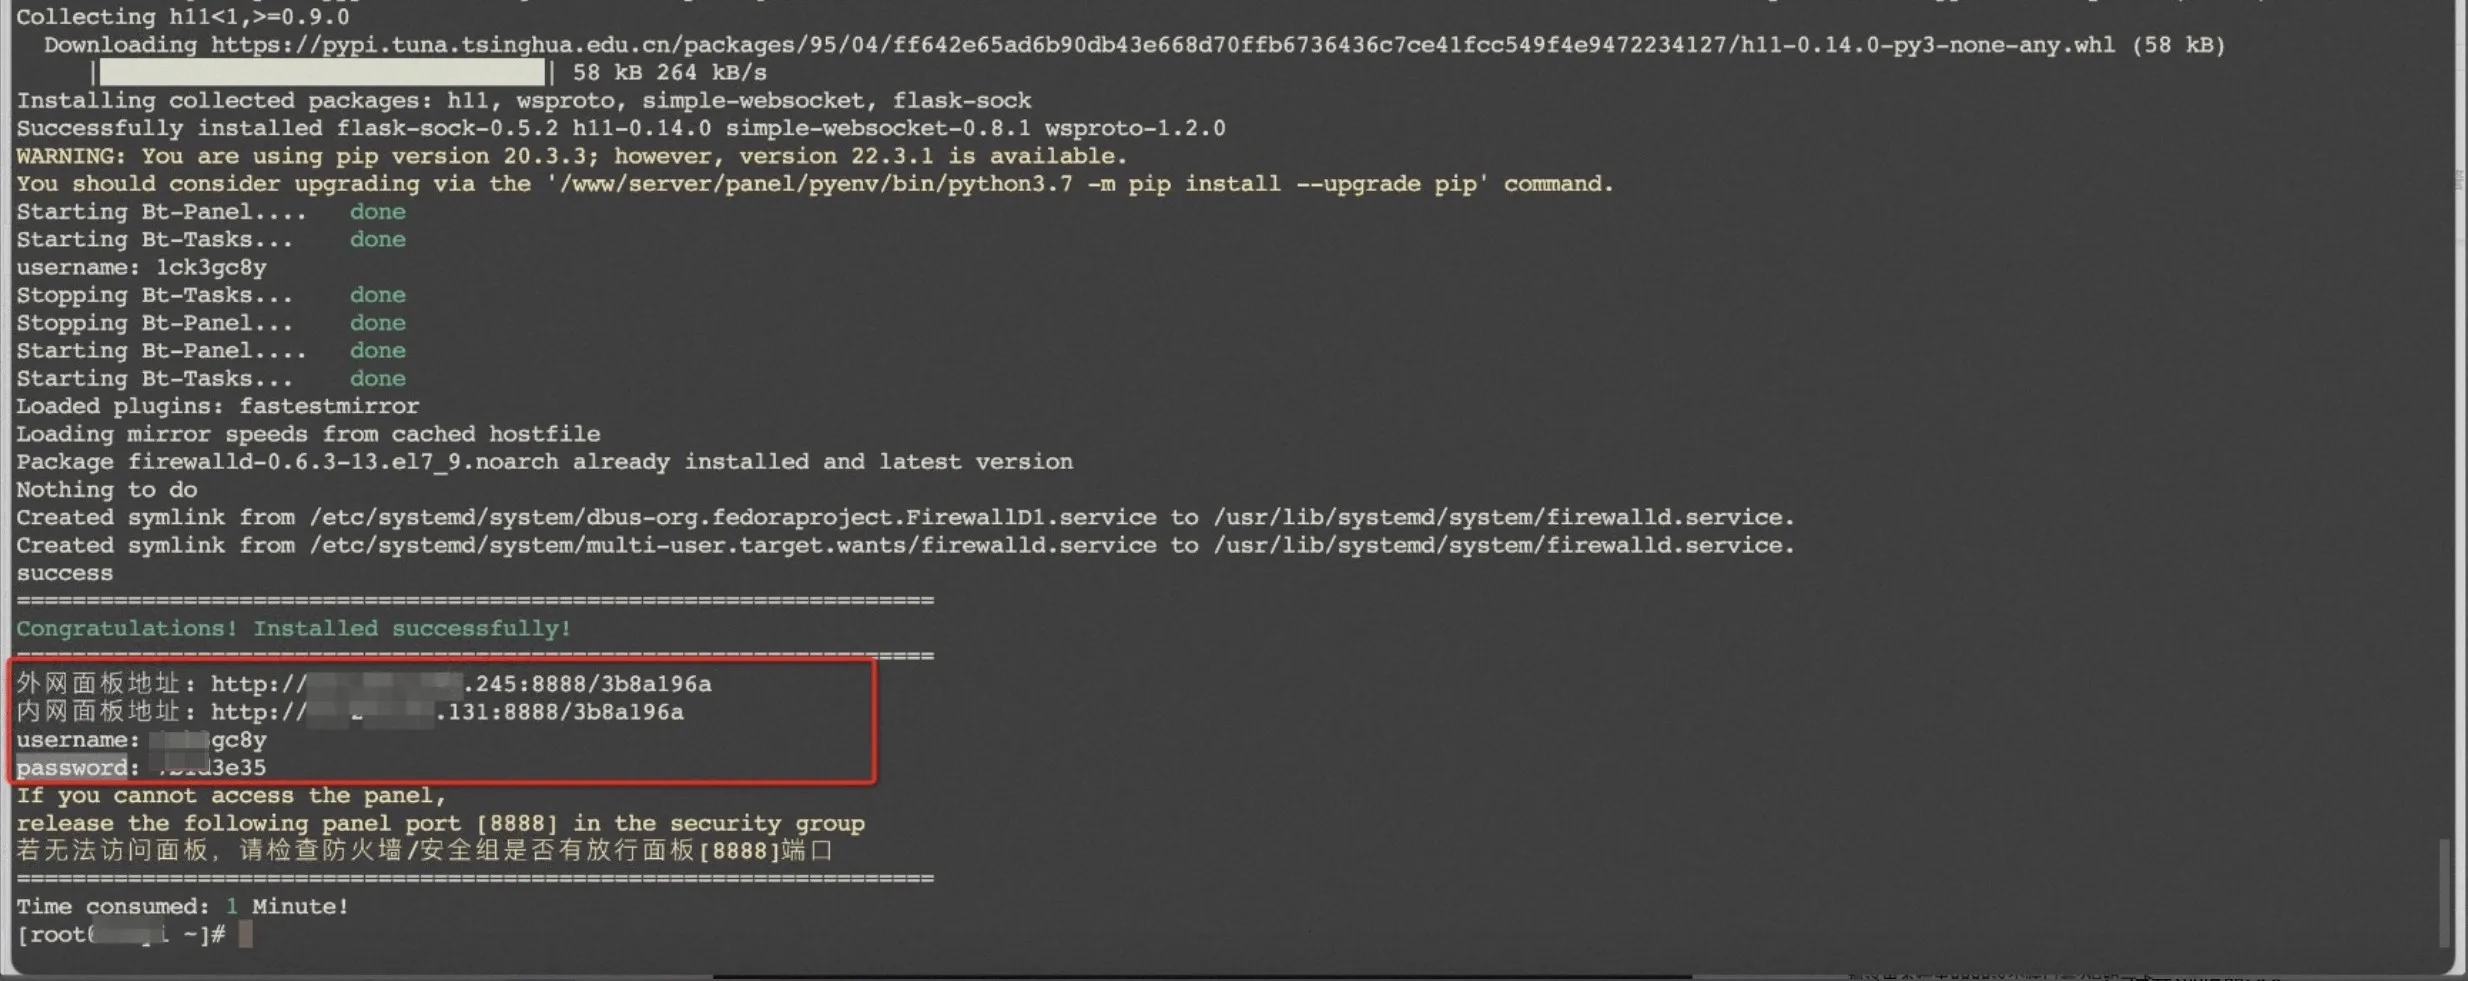 Collecting h11<1,>=0.9.0
Downloading https://pypi.tuna.tsinghua.edu.cn/packages/95/04/ff642e65ad6b90db43e668d70ffb6736436c7ce41fcc549f4e9472234127/h11-0.14.0-py3-none-any.whl (58 kB)
| | 58 kB 264 kB/s
Installing collected packages: h11, wsproto, simple-websocket, flask-sock
Successfully installed flask-sock-0.5.2 h11-0.14.0 simple-websocket-0.8.1 wsproto-1.2.0
WARNING: You are using pip version 20.3.3; however, version 22.3.1 is available.
You should consider upgrading via the '/www/server/panel/pyenv/bin/python3.7 -m pip install --upgrade pip' command.
Starting Bt-Panel.... done
Starting Bt-Tasks... done
username: 1ck3gc8y
Stopping Bt-Tasks... done
Stopping Bt-Panel... done
Starting Bt-Panel.... done
Starting Bt-Tasks... done
Loaded plugins: fastestmirror
Loading mirror speeds from cached hostfile
Package firewalld-0.6.3-13.el7_9.noarch already installed and latest version
Nothing to do
Created symlink from /etc/systemd/system/dbus-org.fedoraproject.FirewallD1.service to /usr/lib/systemd/system/firewalld.service.
Created symlink from /etc/systemd/system/multi-user.target.wants/firewalld.service to /usr/lib/systemd/system/firewalld.service.
success
==================================================================
Congratulations! Installed successfully!
==================================================================
外网面板地址: http:// .245:8888/3b8a196a
内网面板地址: http:// .131:8888/3b8a196a
username: gc8y
password: d3e35
If you cannot access the panel,
release the following panel port [8888] in the security group
若无法访问面板，请检查防火墙/安全组是否有放行面板[8888]端口
==================================================================
Time consumed: 1 Minute!
[root ~]#